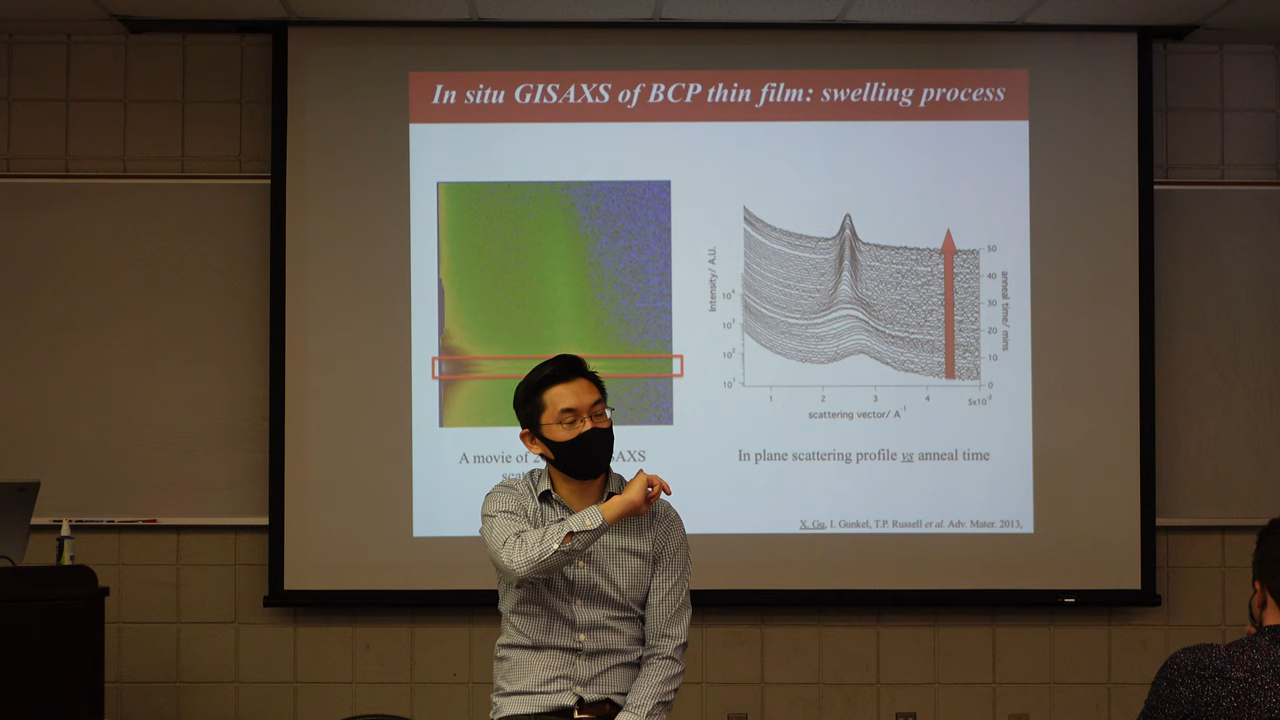 In situ GISAXS of BCP thin film: swelling process
Intensity/ A.U.
10⁴
10³
10²
10¹
1
2
3
4
5x10⁻²
scattering vector/ A⁻¹
50
40
30
20
10
0
anneal time/ mins
A movie of
In plane scattering profile vs anneal time
X. Gu, I. Gunkel, T.P. Russell et al. Adv. Mater. 2013,